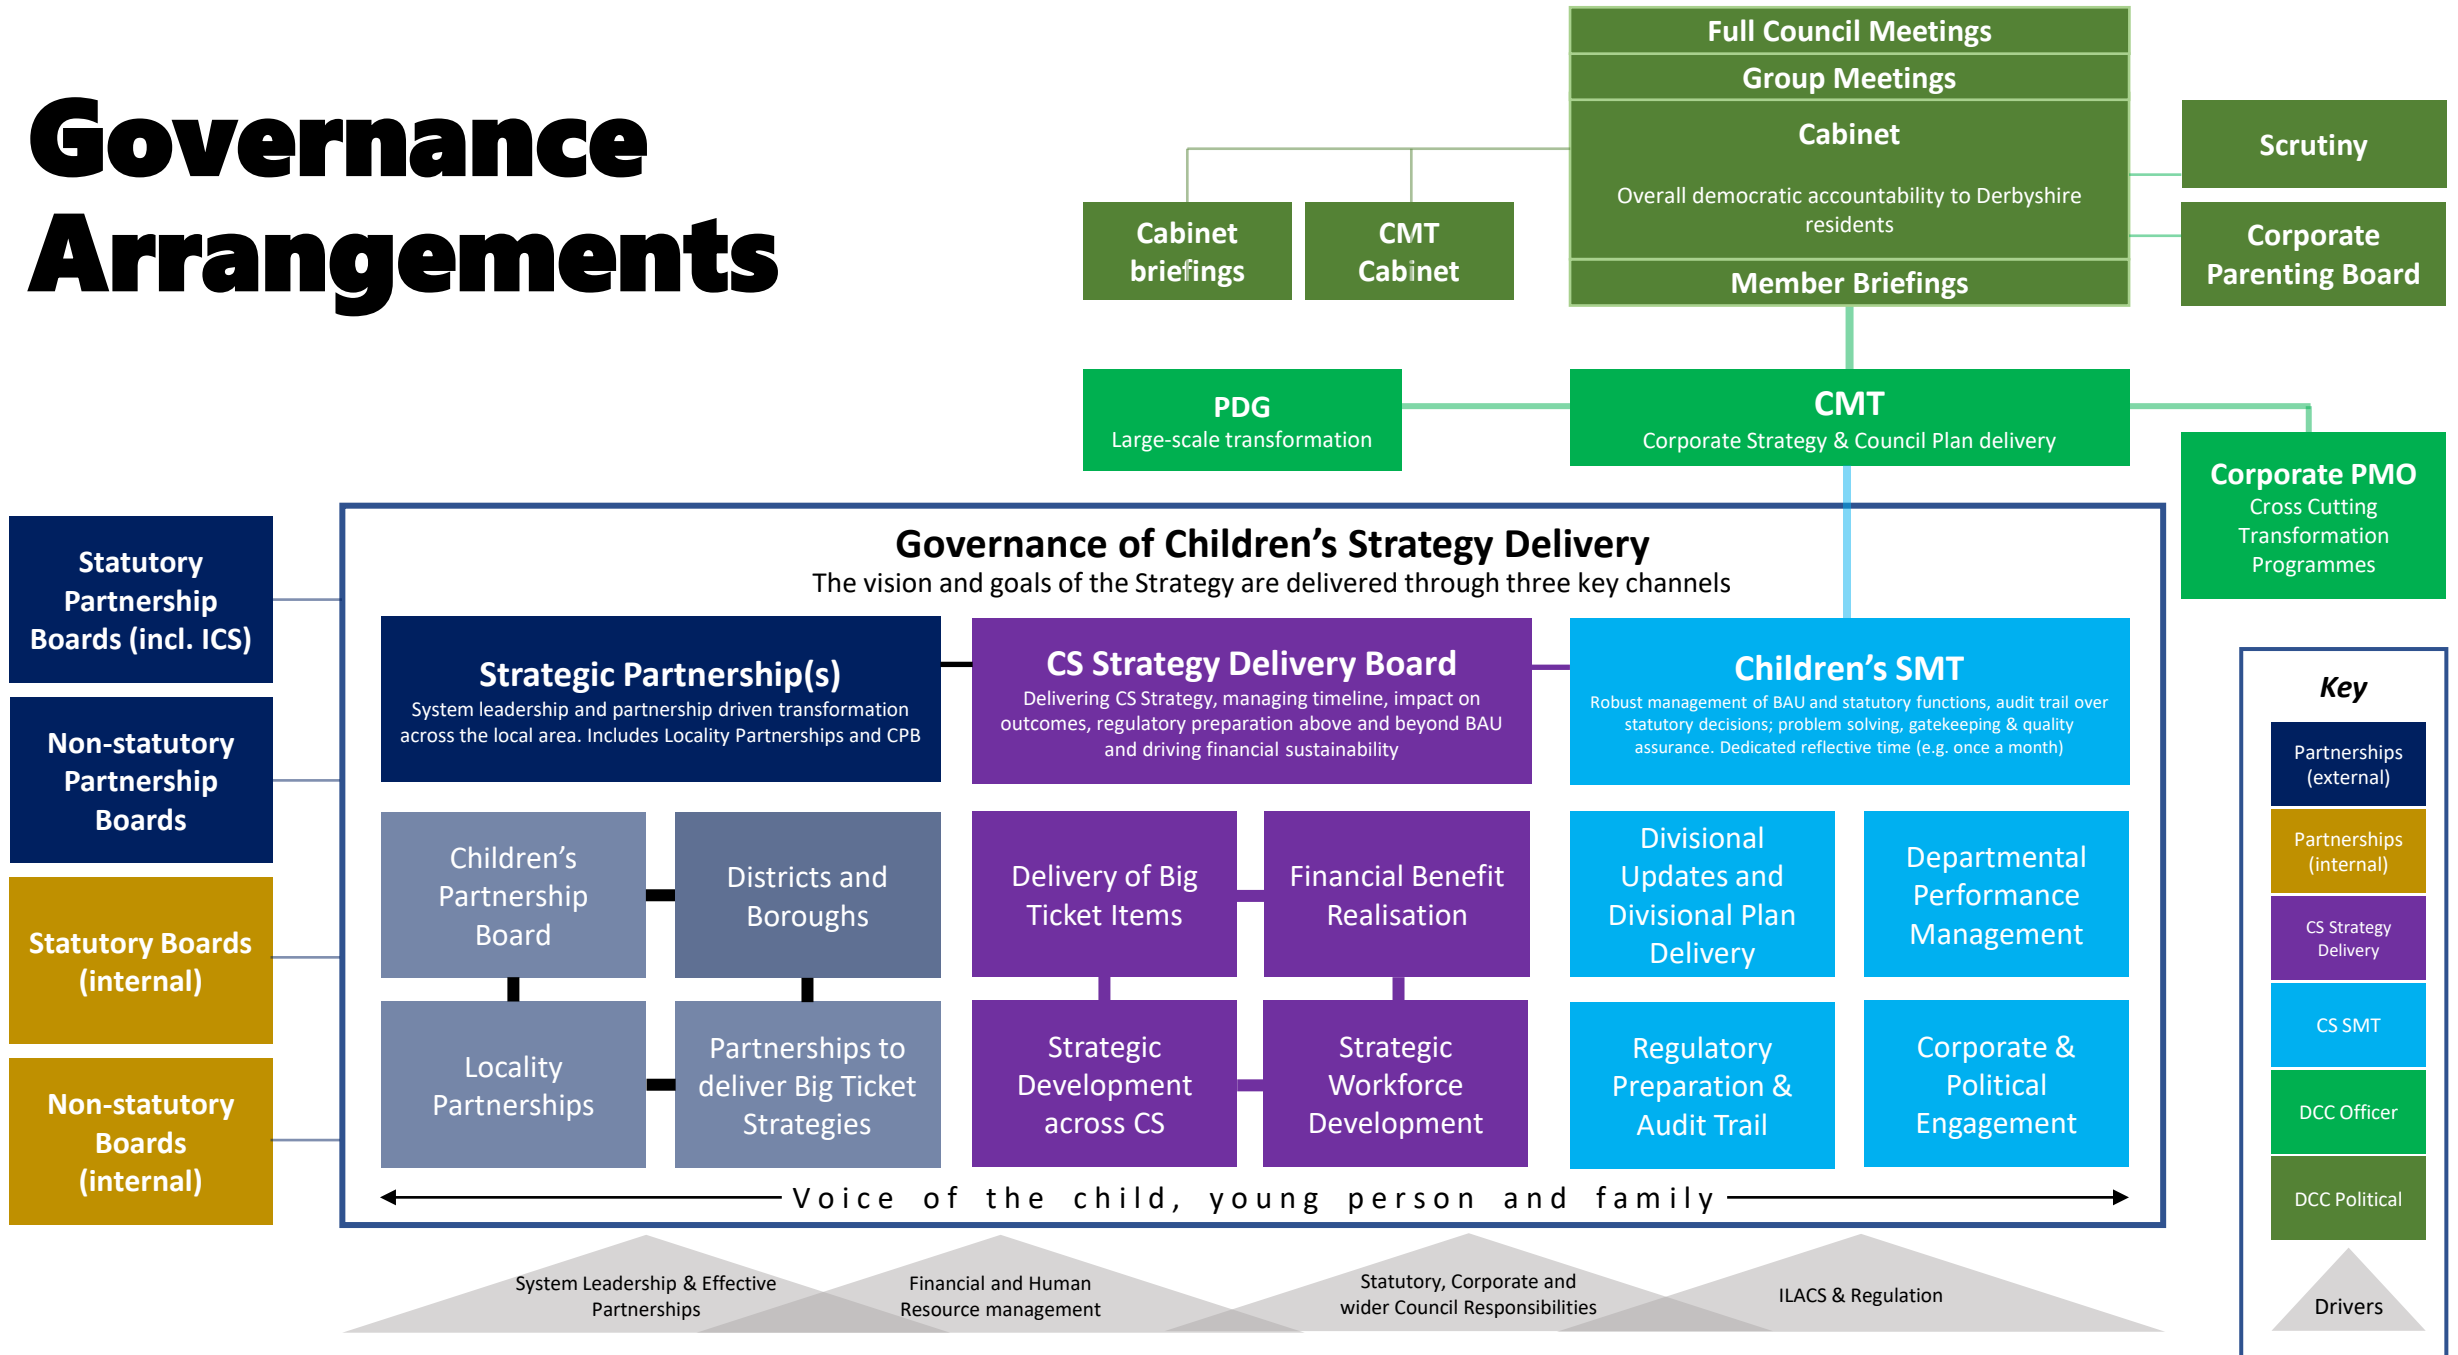 Governance
Arrangements
Full Council Meetings
Group Meetings
Cabinet
Overall democratic accountability to Derbyshire
residents
Member Briefings
Cabinet
briefings
CMT
Cabinet
Scrutiny
Corporate
Parenting Board
PDG
Large-scale transformation
CMT
Corporate Strategy & Council Plan delivery
Corporate PMO
Cross Cutting
Transformation
Programmes
Statutory
Partnership
Boards (incl. ICS)
Non-statutory
Partnership
Boards
Statutory Boards
(internal)
Non-statutory
Boards
(internal)
Governance of Children’s Strategy Delivery
The vision and goals of the Strategy are delivered through three key channels
Strategic Partnership(s)
System leadership and partnership driven transformation
across the local area. Includes Locality Partnerships and CPB
CS Strategy Delivery Board
Delivering CS Strategy, managing timeline, impact on
outcomes, regulatory preparation above and beyond BAU
and driving financial sustainability
Children’s SMT
Robust management of BAU and statutory functions, audit trail over
statutory decisions; problem solving, gatekeeping & quality
assurance. Dedicated reflective time (e.g. once a month)
Children’s
Partnership
Board
Districts and
Boroughs
Locality
Partnerships
Partnerships to
deliver Big Ticket
Strategies
Delivery of Big
Ticket Items
Financial Benefit
Realisation
Strategic
Development
across CS
Strategic
Workforce
Development
Divisional
Updates and
Divisional Plan
Delivery
Departmental
Performance
Management
Regulatory
Preparation &
Audit Trail
Corporate &
Political
Engagement
Voice of the child, young person and family
System Leadership & Effective
Partnerships
Financial and Human
Resource management
Statutory, Corporate and
wider Council Responsibilities
ILACS & Regulation
Key
Partnerships
(external)
Partnerships
(internal)
CS Strategy
Delivery
CS SMT
DCC Officer
DCC Political
Drivers